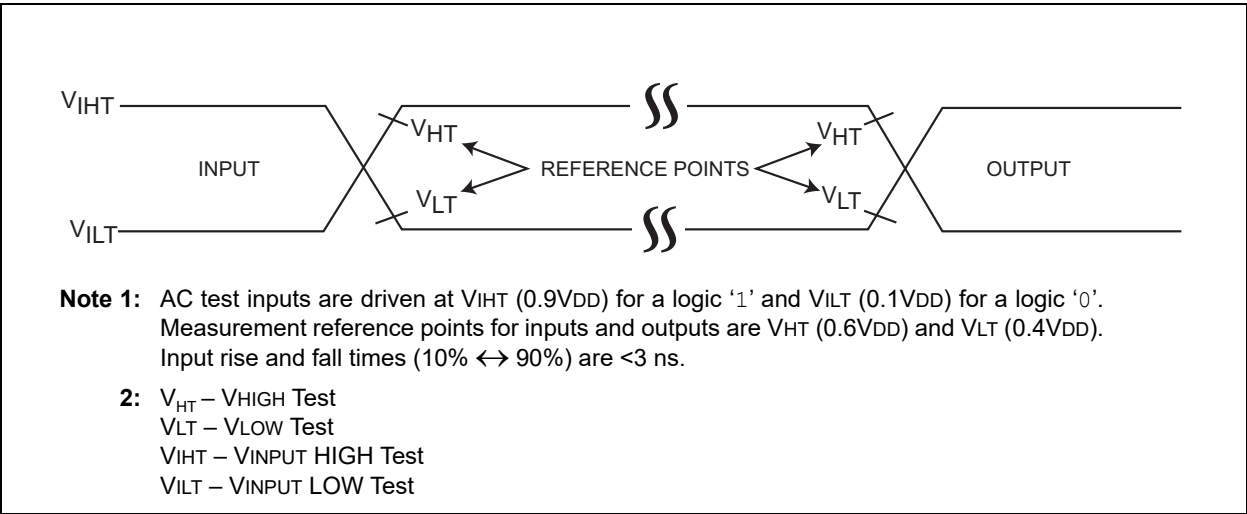 VIHT
VHT
VHT
INPUT
REFERENCE POINTS
OUTPUT
VLT
VLT
VILT
Note 1: AC test inputs are driven at VIHT (0.9VDD) for a logic ‘1’ and VILT (0.1VDD) for a logic ‘0’.
Measurement reference points for inputs and outputs are VHT (0.6VDD) and VLT (0.4VDD).
Input rise and fall times (10% ↔ 90%) are <3 ns.
2: VHT – VHIGH Test
VLT – VLOW Test
VIHT – VINPUT HIGH Test
VILT – VINPUT LOW Test